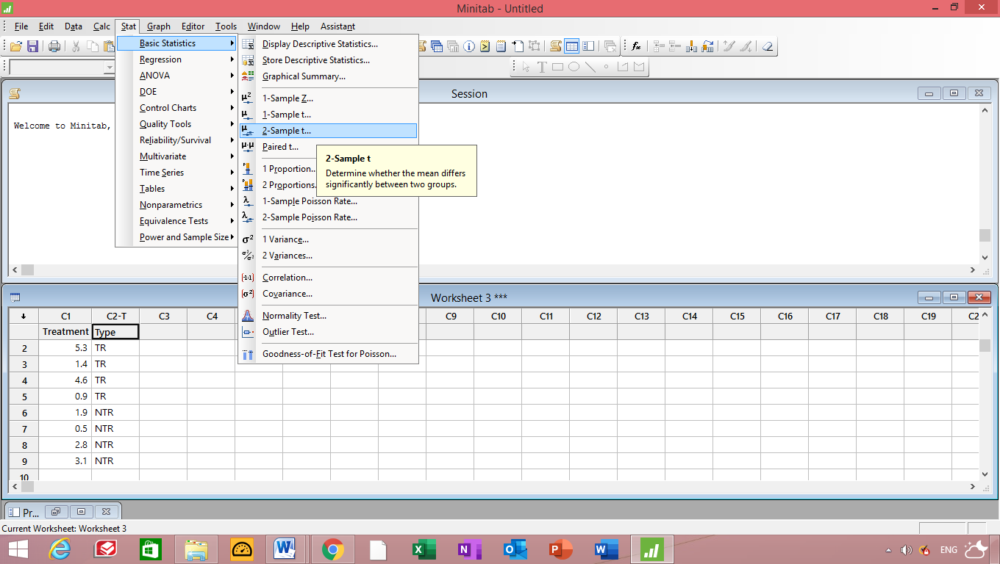 Minitab - Untitled
File Edit Data Calc Stat Graph Editor Tools Window Help Assistant
Basic Statistics
Regression
ANOVA
DOE
Control Charts
Quality Tools
Reliability/Survival
Multivariate
Time Series
Tables
Nonparametrics
Equivalence Tests
Power and Sample Size
Display Descriptive Statistics...
Store Descriptive Statistics...
Graphical Summary...
1-Sample Z...
1-Sample t...
2-Sample t...
Paired t...
1 Proportion...
2 Proportions.
1-Sample Poisson Rate...
2-Sample Poisson Rate...
1 Variance...
2 Variances...
Correlation...
Covariance...
Normality Test...
Outlier Test...
Goodness-of-Fit Test for Poisson...
2-Sample t
Determine whether the mean differs
significantly between two groups.
Session
Welcome to Minitab,
Worksheet 3 ***
C1 C2-T C3 C4 C9 C10 C11 C12 C13 C14 C15 C16 C17 C18 C19 C2
Treatment Type
2 5.3 TR
3 1.4 TR
4 4.6 TR
5 0.9 TR
6 1.9 NTR
7 0.5 NTR
8 2.8 NTR
9 3.1 NTR
10
Pr...
Current Worksheet: Worksheet 3
ENG